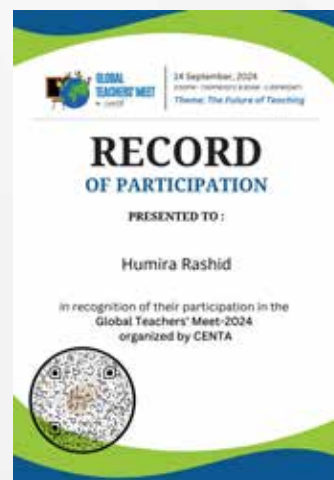 GLOBAL
TEACHERS' MEET
14 September, 2024
Theme: The Future of Teaching
RECORD
OF PARTICIPATION
PRESENTED TO :
Humira Rashid
in recognition of their participation in the
Global Teachers' Meet-2024
organized by CENTA